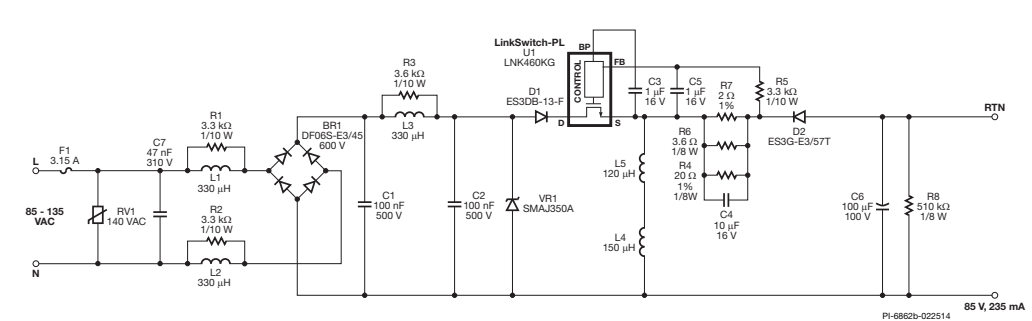 LinkSwitch-PL
U1
LNK460KG
BP
FB
CONTROL
D
S
R3
3.6 kΩ
1/10 W
L3
330 μH
D1
ES3DB-13-F
C3
1 μF
16 V
C5
1 μF
16 V
R7
2 Ω
1%
R5
3.3 kΩ
1/10 W
RTN
D2
ES3G-E3/57T
R6
3.6 Ω
1/8 W
R4
20 Ω
1%
1/8W
C4
10 μF
16 V
R1
3.3 kΩ
1/10 W
L1
330 μH
BR1
DF06S-E3/45
600 V
F1
3.15 A
L
C7
47 nF
310 V
85 - 135
VAC
RV1
140 VAC
R2
3.3 kΩ
1/10 W
L2
330 μH
N
C1
100 nF
500 V
C2
100 nF
500 V
VR1
SMAJ350A
L5
120 μH
L4
150 μH
C6
100 μF
100 V
R8
510 kΩ
1/8 W
85 V, 235 mA
PI-6862b-022514